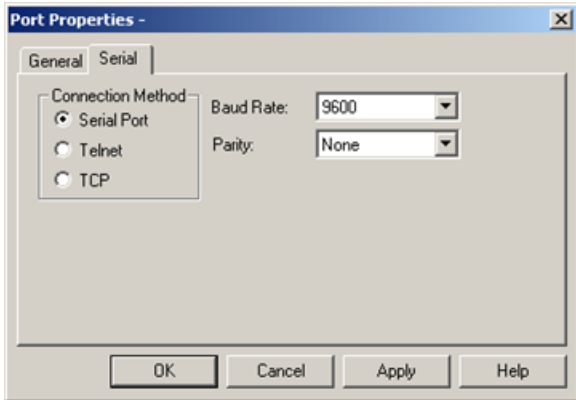 Port Properties -
General Serial
Connection Method
Serial Port
Telnet
TCP
Baud Rate: 9600
Parity: None
OK Cancel Apply Help